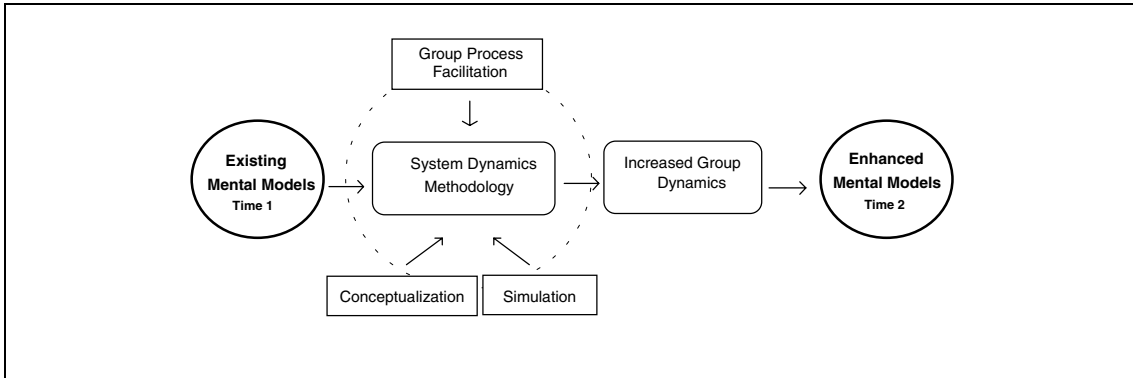 Group Process
Facilitation
Existing
Mental Models
Time 1
System Dynamics
Methodology
Increased Group
Dynamics
Enhanced
Mental Models
Time 2
Conceptualization
Simulation